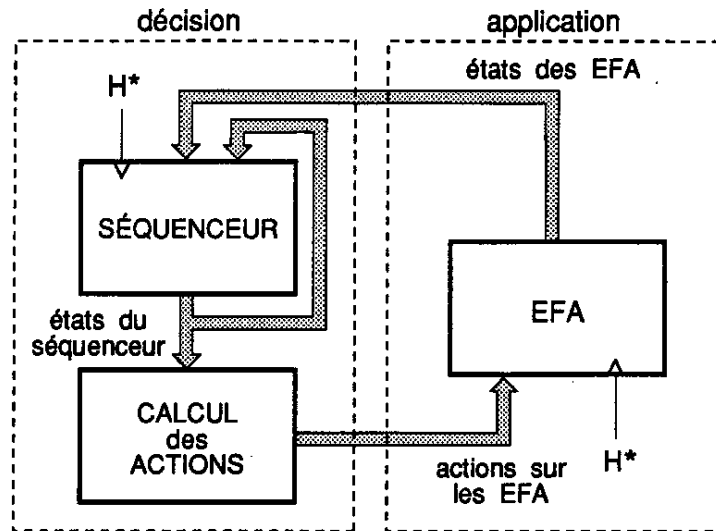 décision
application
H*
états des EFA
SÉQUENCEUR
EFA
états du
séquenceur
CALCUL
des
ACTIONS
actions sur
les EFA
H*